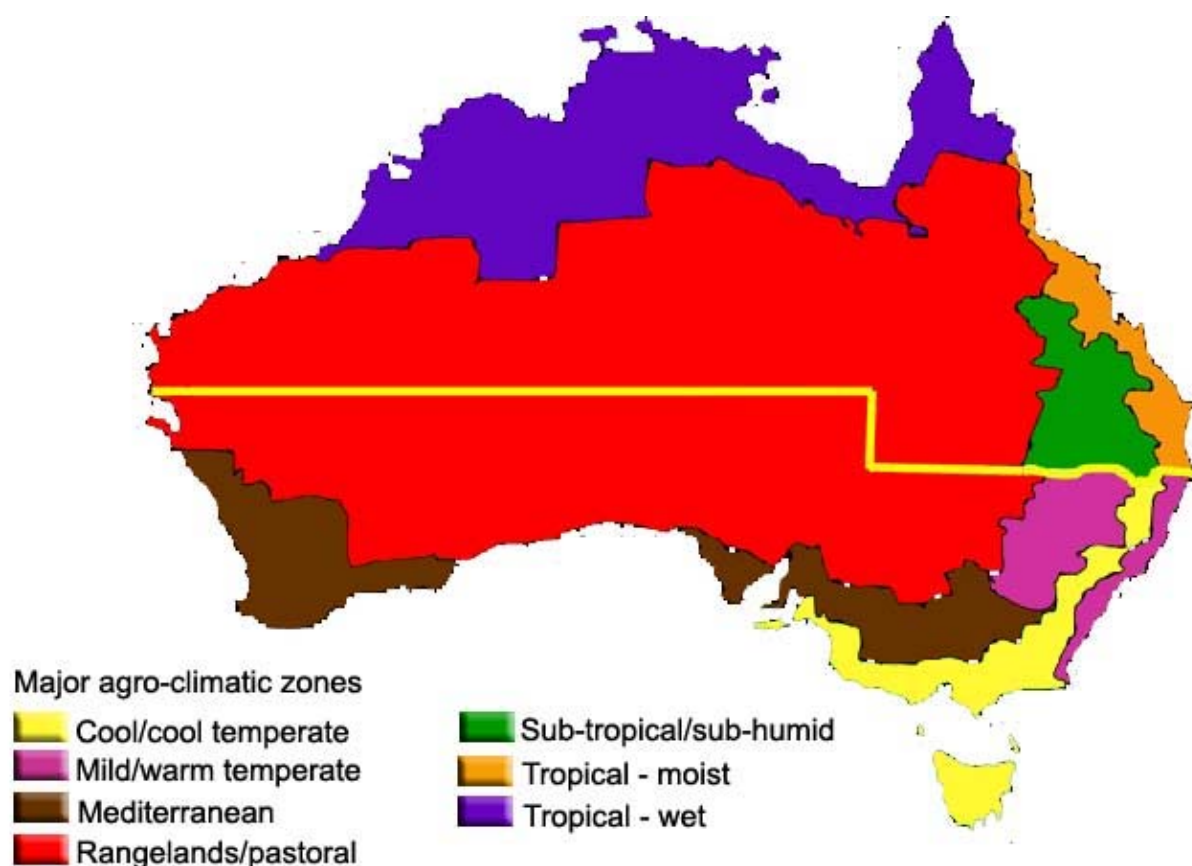 Major agro-climatic zones
Cool/cool temperate
Mild/warm temperate
Mediterranean
Rangelands/pastoral
Sub-tropical/sub-humid
Tropical - moist
Tropical - wet